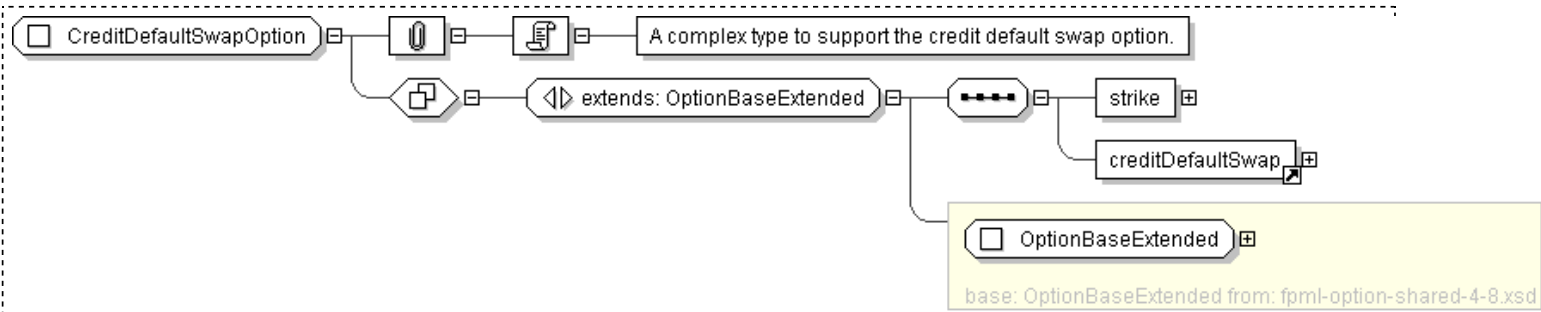 CreditDefaultSwapOption
A complex type to support the credit default swap option.
extends: OptionBaseExtended
strike
creditDefaultSwap
OptionBaseExtended
base: OptionBaseExtended from: fpml-option-shared-4-8.xsd